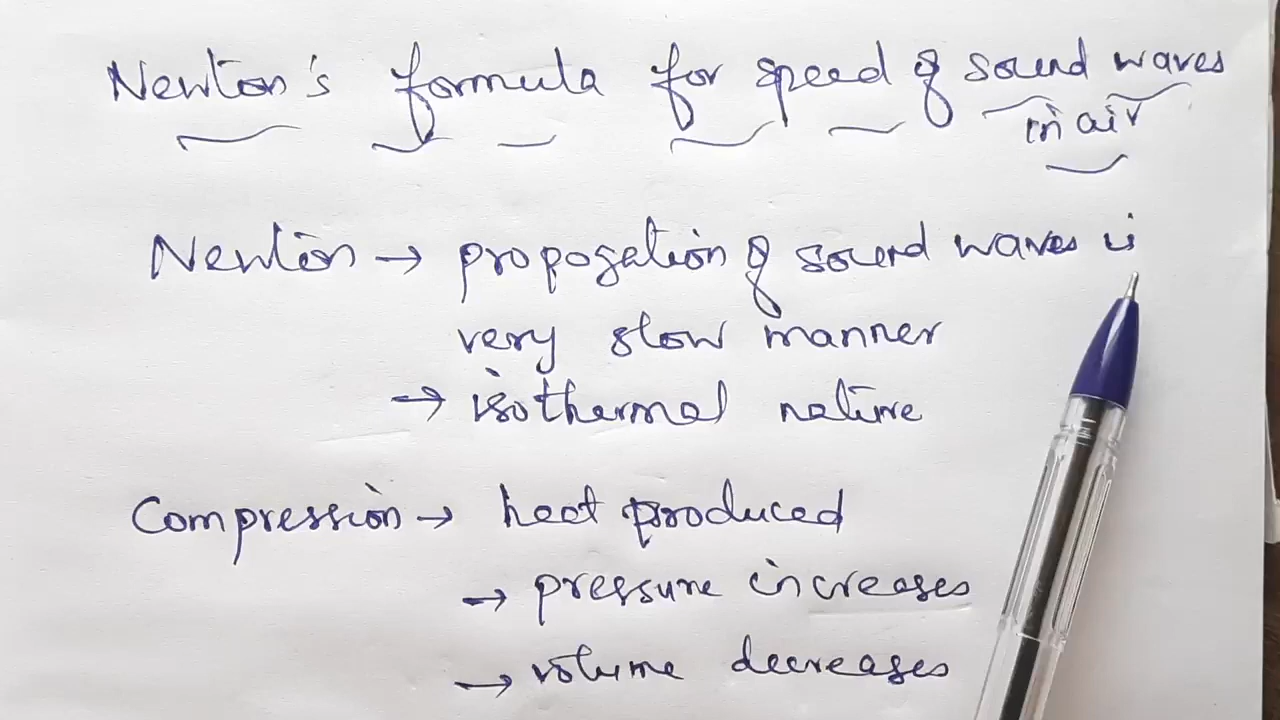 Newton's formula for speed of sound waves
in air
Newton → propogation of sound waves is
very slow manner
→ isothermal nature
Compression → heat produced
→ pressure increases
→ volume decreases